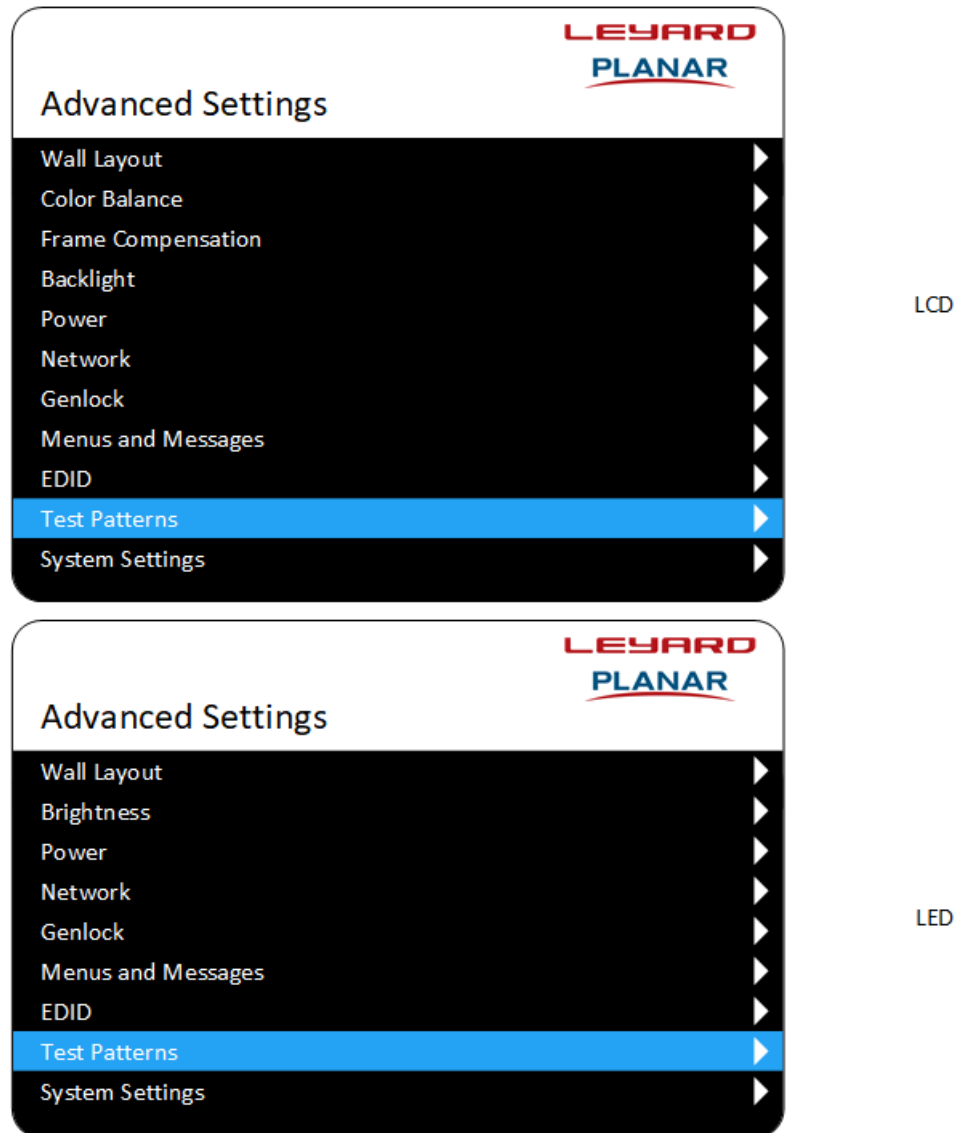 LEYARD
PLANAR
Advanced Settings
Wall Layout
Color Balance
Frame Compensation
Backlight
Power
Network
Genlock
Menus and Messages
EDID
Test Patterns
System Settings
LCD
LEYARD
PLANAR
Advanced Settings
Wall Layout
Brightness
Power
Network
Genlock
Menus and Messages
EDID
Test Patterns
System Settings
LED